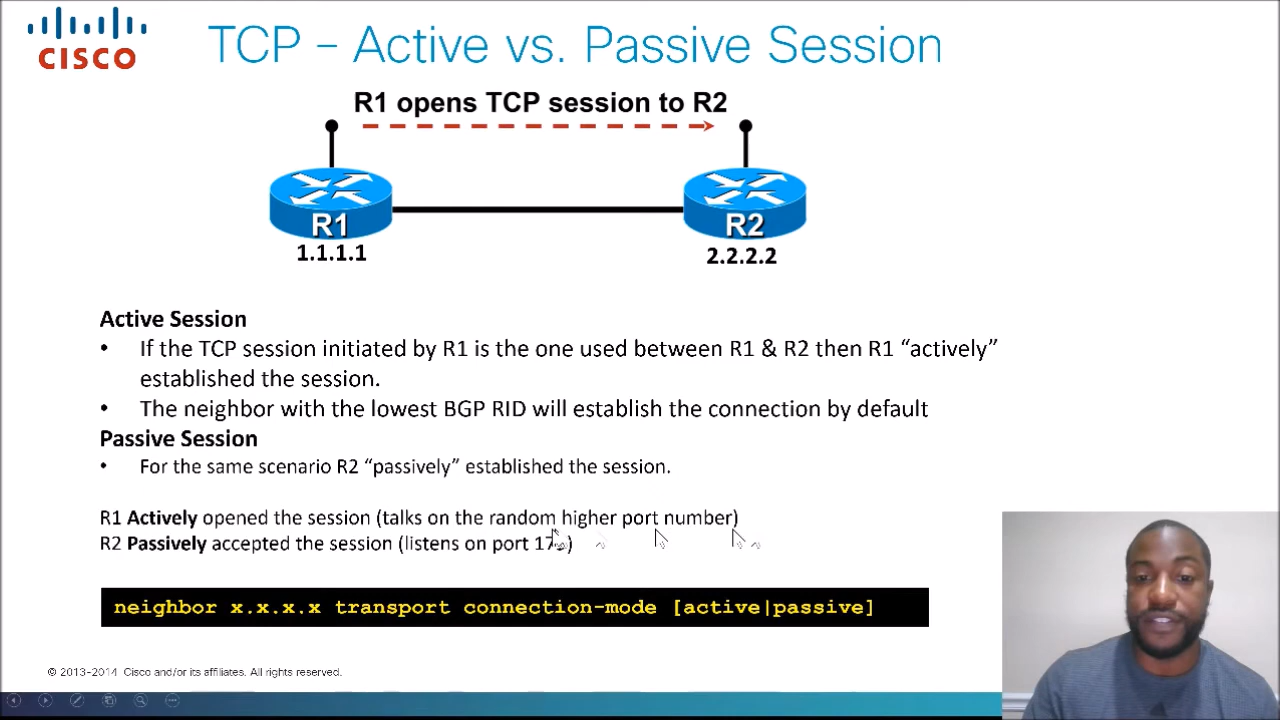 CISCO
TCP – Active vs. Passive Session
R1 opens TCP session to R2
R1
R2
1.1.1.1
2.2.2.2
Active Session
• If the TCP session initiated by R1 is the one used between R1 & R2 then R1 “actively”
established the session.
• The neighbor with the lowest BGP RID will establish the connection by default
Passive Session
• For the same scenario R2 “passively” established the session.
R1 Actively opened the session (talks on the random higher port number)
R2 Passively accepted the session (listens on port
neighbor x.x.x.x transport connection-mode [active|passive]
© 2013-2014 Cisco and/or its affiliates. All rights reserved.